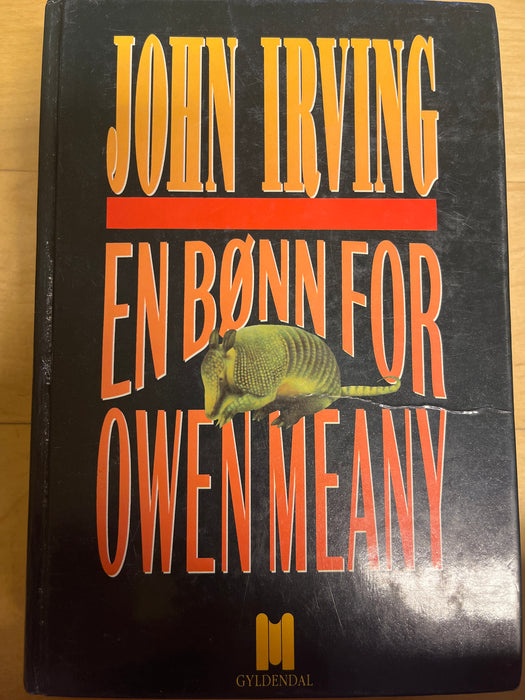 JOHN IRVING
EN BØNN FOR
OWEN MEANY
GYLDENDAL